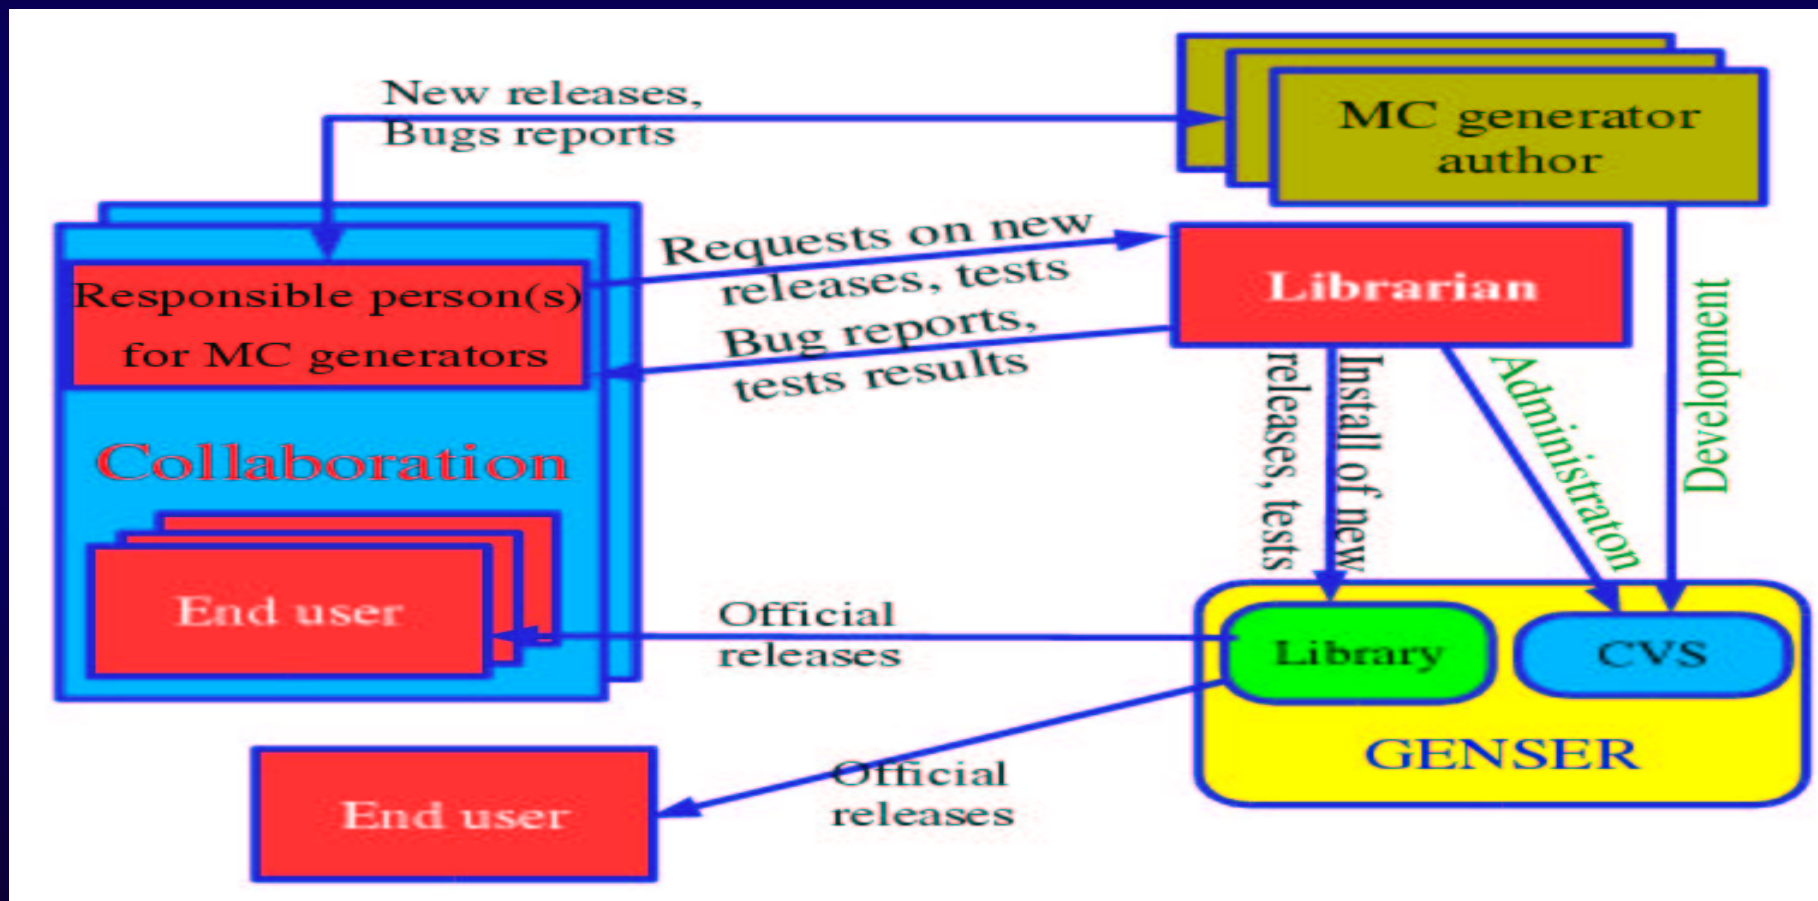 New releases,
Bugs reports
MC generator
author
Requests on new
releases, tests
Responsible person(s)
for MC generators
Librarian
Bug reports,
tests results
Install of new
releases, tests
Administraton
Development
Collaboration
End user
Official
releases
Library
CVS
GENSER
Official
releases
End user